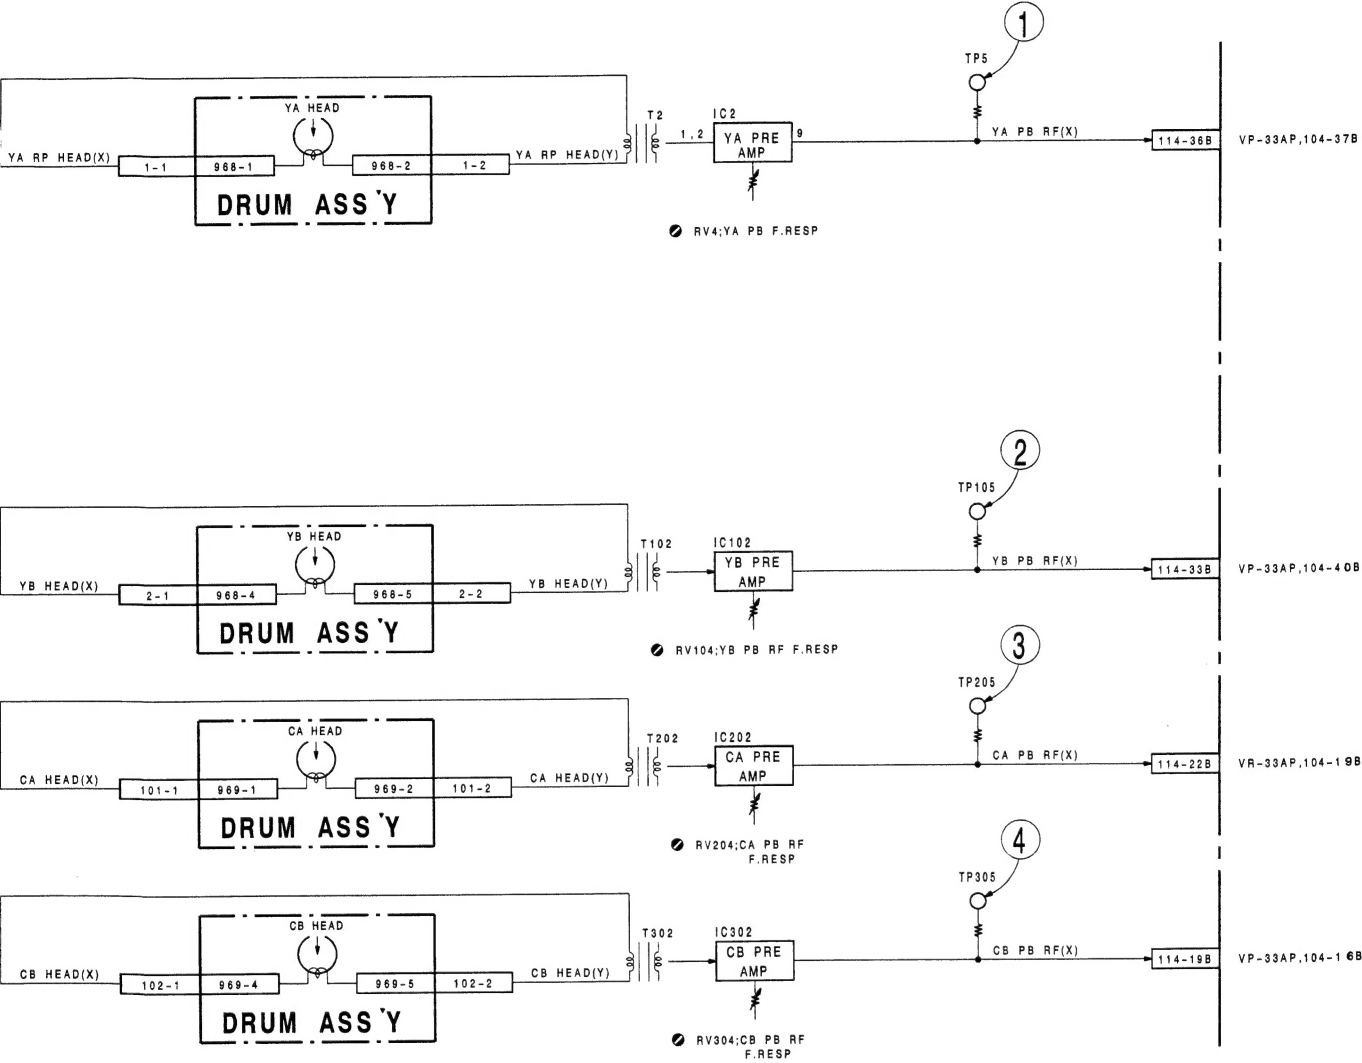 1
TP5
YA HEAD
T2
IC2
1,2
YA PRE
AMP
9
YA PB RF(X)
114-36B
VP-33AP,104-37B
YA RP HEAD(X)
1-1
968-1
968-2
1-2
YA RP HEAD(Y)
DRUM ASS'Y
RV4;YA PB F.RESP
2
TP105
YB HEAD
T102
IC102
YB PRE
AMP
YB PB RF(X)
114-33B
VP-33AP,104-40B
YB HEAD(X)
2-1
968-4
968-5
2-2
YB HEAD(Y)
DRUM ASS'Y
RV104;YB PB RF F.RESP
3
TP205
CA HEAD
T202
IC202
CA PRE
AMP
CA PB RF(X)
114-22B
VR-33AP,104-19B
CA HEAD(X)
101-1
969-1
969-2
101-2
CA HEAD(Y)
DRUM ASS'Y
RV204;CA PB RF
F.RESP
4
TP305
CB HEAD
T302
IC302
CB PRE
AMP
CB PB RF(X)
114-19B
VP-33AP,104-16B
CB HEAD(X)
102-1
969-4
969-5
102-2
CB HEAD(Y)
DRUM ASS'Y
RV304;CB PB RF
F.RESP